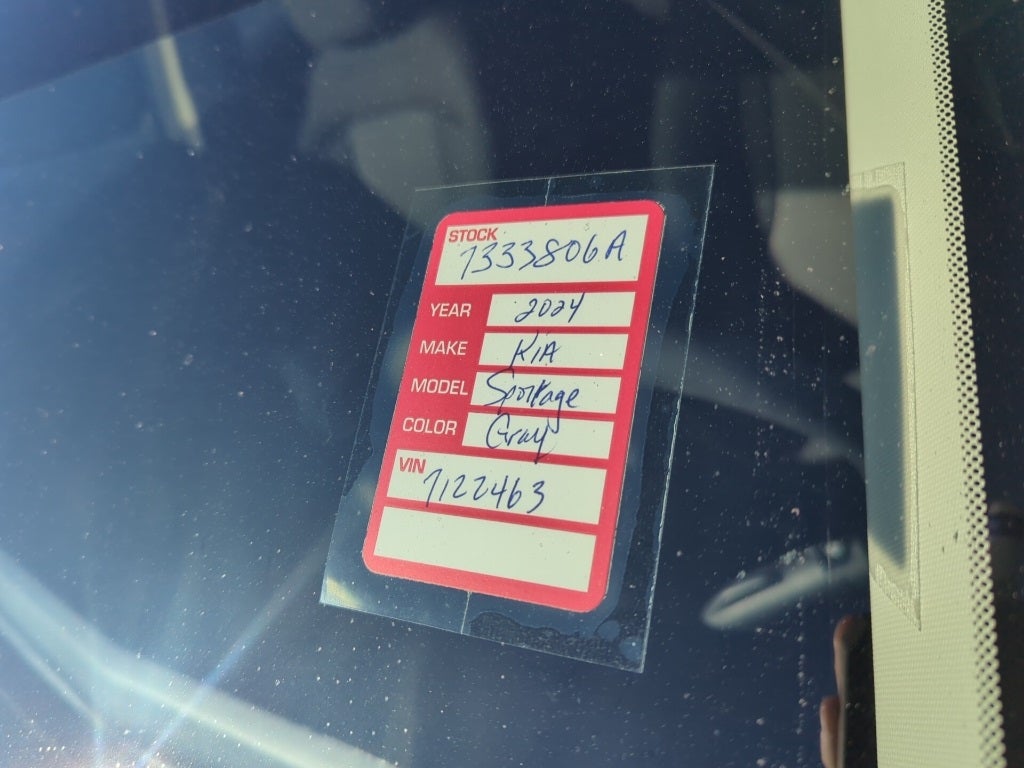 STOCK
7333806A
YEAR 2024
MAKE KIA
MODEL Sportage
COLOR Gray
VIN
7122463